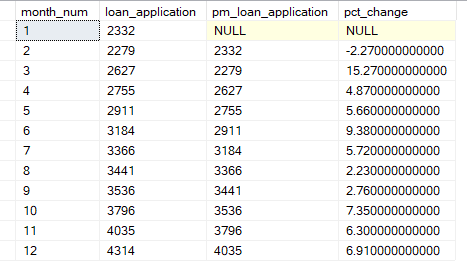 month_num loan_application pm_loan_application pct_change
1 2332 NULL NULL
2 2279 2332 -2.270000000000
3 2627 2279 15.270000000000
4 2755 2627 4.870000000000
5 2911 2755 5.660000000000
6 3184 2911 9.380000000000
7 3366 3184 5.720000000000
8 3441 3366 2.230000000000
9 3536 3441 2.760000000000
10 3796 3536 7.350000000000
11 4035 3796 6.300000000000
12 4314 4035 6.910000000000